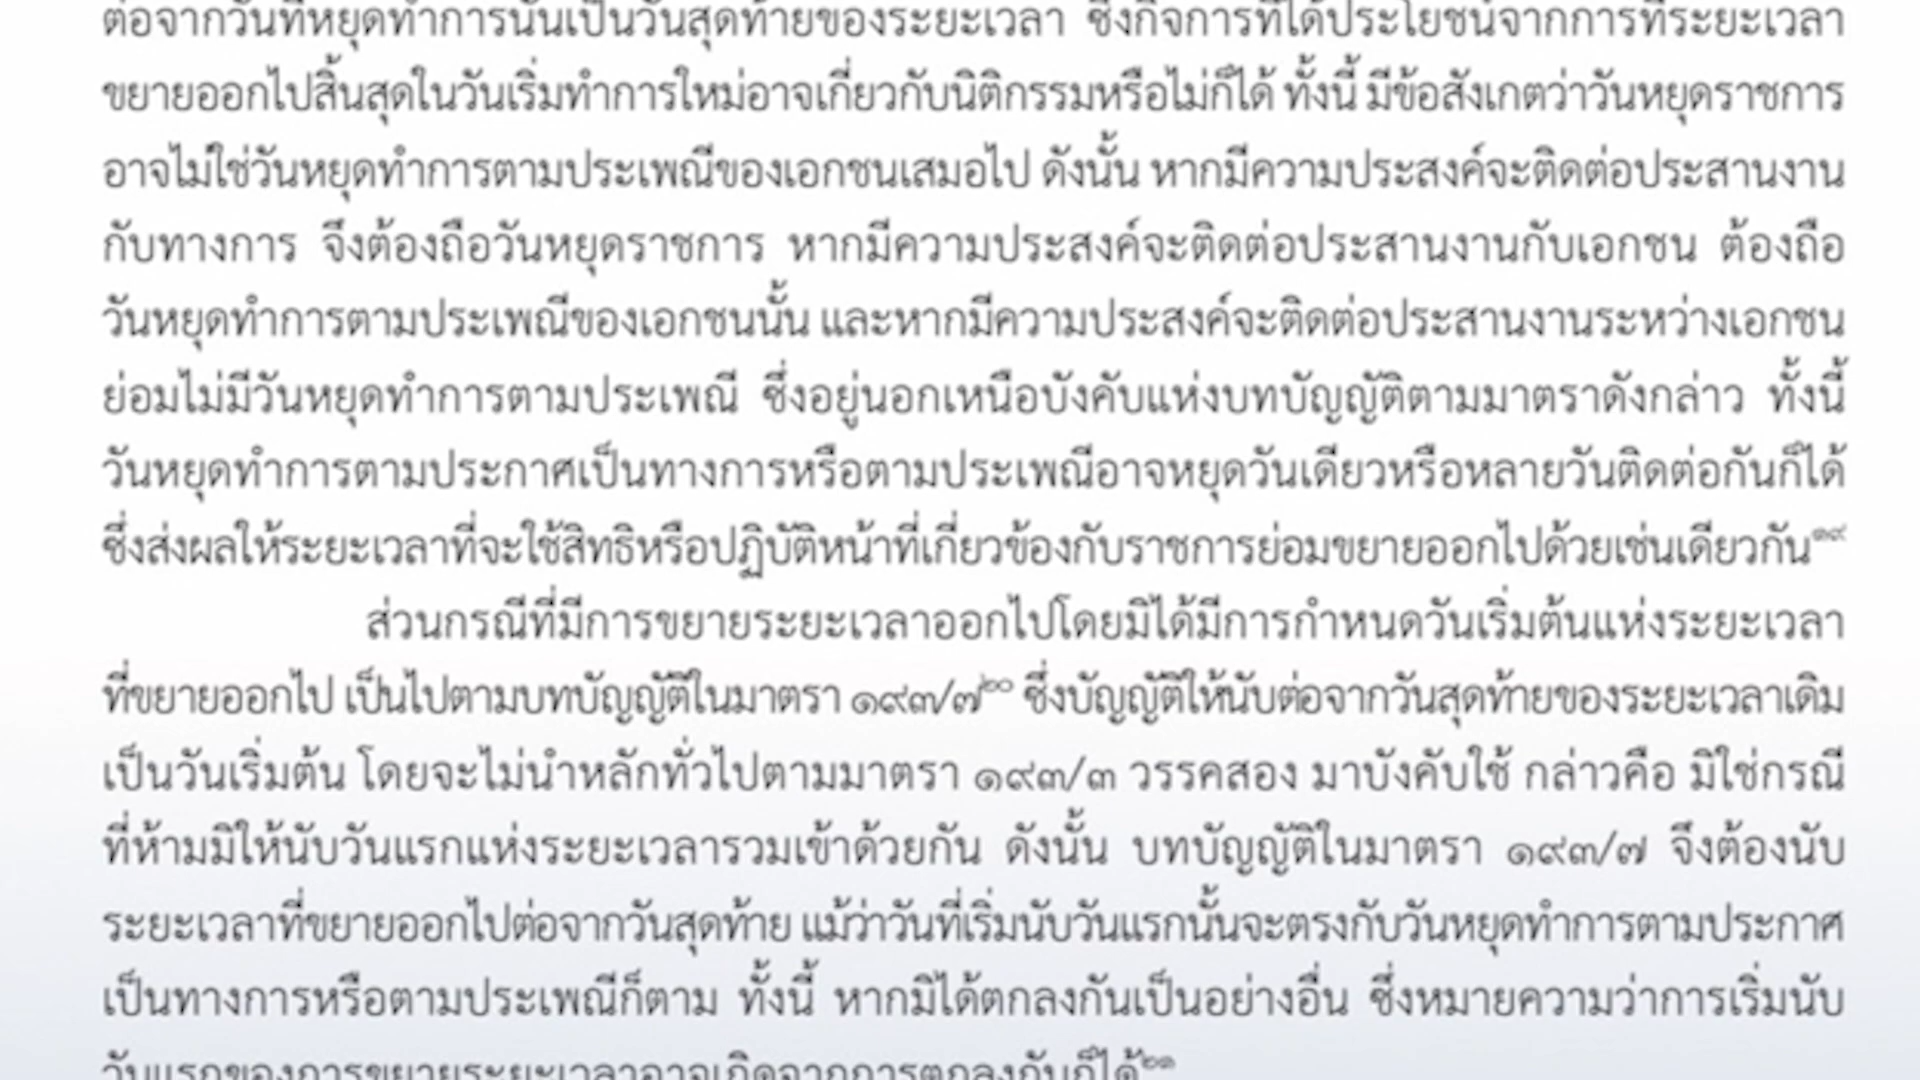 ต่อจากวันที่หยุดทำการนั้นเป็นวันสุดท้ายของระยะเวลา ซึ่งกิจการที่ได้ประโยชน์จากการที่ระยะเวลา
ขยายออกไปสิ้นสุดในวันเริ่มทำการใหม่อาจเกี่ยวกับนิติกรรมหรือไม่ก็ได้ ทั้งนี้ มีข้อสังเกตว่าวันหยุดราชการ
อาจไม่ใช่วันหยุดทำการตามประเพณีของเอกชนเสมอไป ดังนั้น หากมีความประสงค์จะติดต่อประสานงาน
กับทางการ จึงต้องถือวันหยุดราชการ หากมีความประสงค์จะติดต่อประสานงานกับเอกชน ต้องถือ
วันหยุดทำการตามประเพณีของเอกชนนั้น และหากมีความประสงค์จะติดต่อประสานงานระหว่างเอกชน
ย่อมไม่มีวันหยุดทำการตามประเพณี ซึ่งอยู่นอกเหนือบังคับแห่งบทบัญญัติตามมาตราดังกล่าว ทั้งนี้
วันหยุดทำการตามประกาศเป็นทางการหรือตามประเพณีอาจหยุดวันเดียวหรือหลายวันติดต่อกันก็ได้
ซึ่งส่งผลให้ระยะเวลาที่จะใช้สิทธิหรือปฏิบัติหน้าที่เกี่ยวข้องกับราชการย่อมขยายออกไปด้วยเช่นเดียวกัน๑๙
ส่วนกรณีที่มีการขยายระยะเวลาออกไปโดยมิได้มีการกำหนดวันเริ่มต้นแห่งระยะเวลา
ที่ขยายออกไป เป็นไปตามบทบัญญัติในมาตรา ๑๙๓/๗๒๐ ซึ่งบัญญัติให้นับต่อจากวันสุดท้ายของระยะเวลาเดิม
เป็นวันเริ่มต้น โดยจะไม่นำหลักทั่วไปตามมาตรา ๑๙๓/๓ วรรคสอง มาบังคับใช้ กล่าวคือ มิใช่กรณี
ที่ห้ามมิให้นับวันแรกแห่งระยะเวลารวมเข้าด้วยกัน ดังนั้น บทบัญญัติในมาตรา ๑๙๓/๗ จึงต้องนับ
ระยะเวลาที่ขยายออกไปต่อจากวันสุดท้าย แม้ว่าวันที่เริ่มนับวันแรกนั้นจะตรงกับวันหยุดทำการตามประกาศ
เป็นทางการหรือตามประเพณีก็ตาม ทั้งนี้ หากมิได้ตกลงกันเป็นอย่างอื่น ซึ่งหมายความว่าการเริ่มนับ
วันแรกของการขยายระยะเวลาอาจเกิดจากการตกลงกันก็ได้๒๑